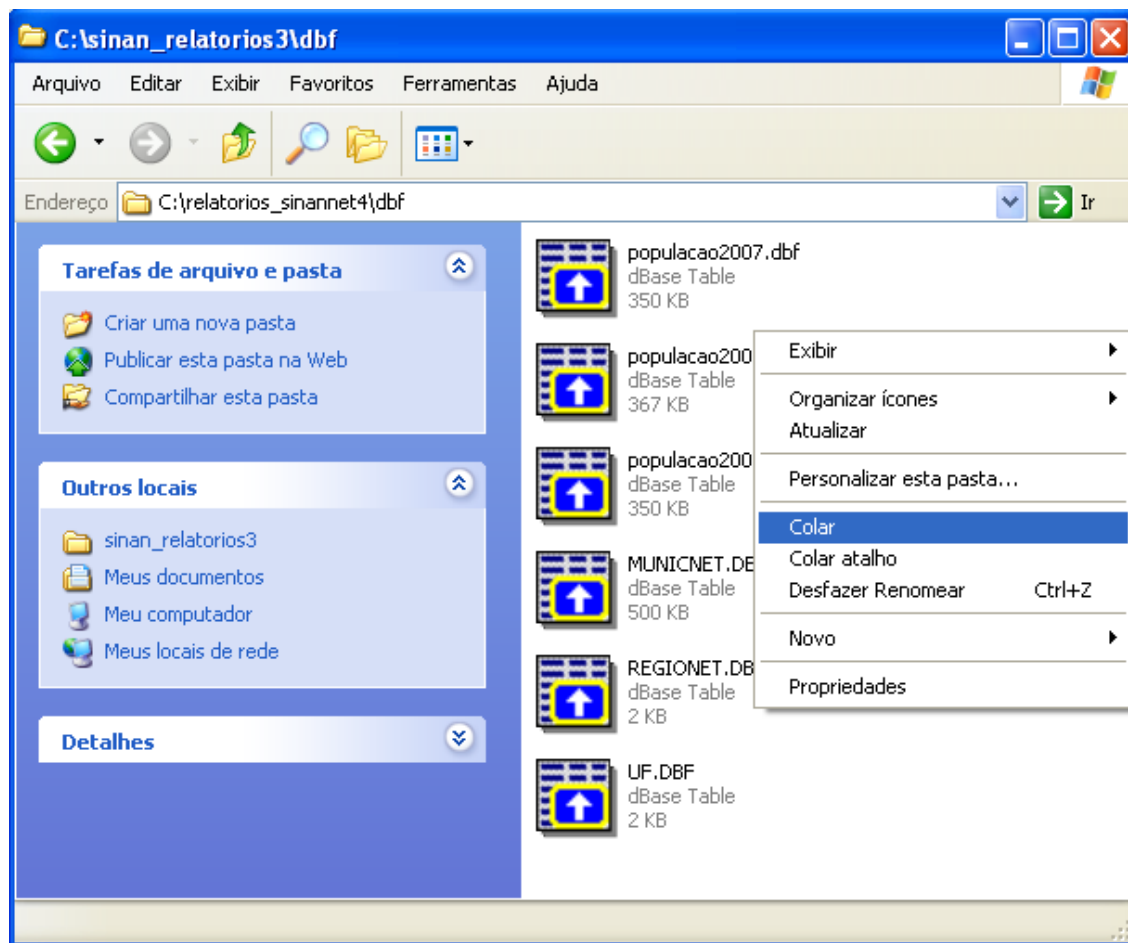 C:\sinan_relatorios3\dbf
Arquivo Editar Exibir Favoritos Ferramentas Ajuda
Endereço C:\relatorios_sinannet4\dbf Ir
Tarefas de arquivo e pasta
Criar uma nova pasta
Publicar esta pasta na Web
Compartilhar esta pasta
Outros locais
sinan_relatorios3
Meus documentos
Meu computador
Meus locais de rede
Detalhes
populacao2007.dbf
dBase Table
350 KB
populacao200
dBase Table
367 KB
populacao200
dBase Table
350 KB
MUNICNET.DB
dBase Table
500 KB
REGIONET.DB
dBase Table
2 KB
UF.DBF
dBase Table
2 KB
Exibir
Organizar ícones
Atualizar
Personalizar esta pasta...
Colar
Colar atalho
Desfazer Renomear Ctrl+Z
Novo
Propriedades